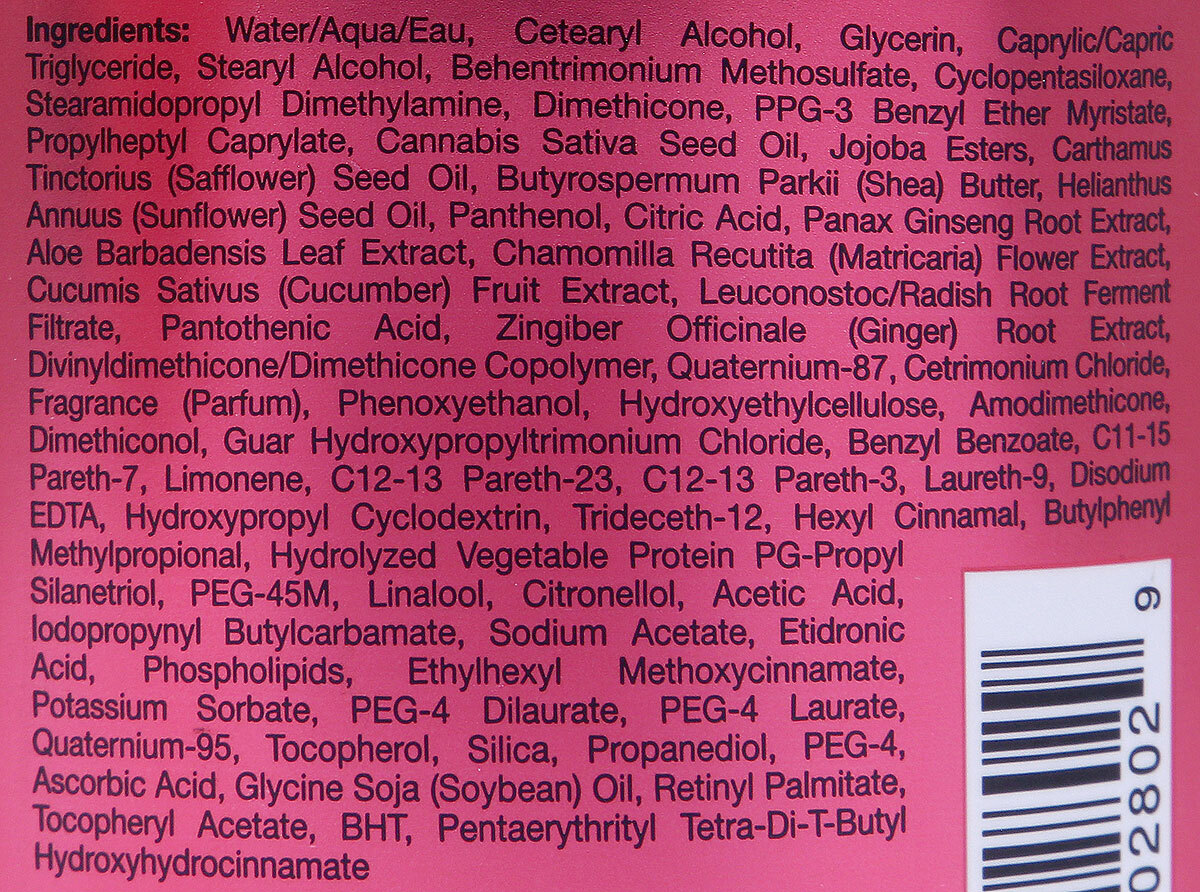 Ingredients: Water/Aqua/Eau, Cetearyl Alcohol, Glycerin, Caprylic/Capric
Triglyceride, Stearyl Alcohol, Behentrimonium Methosulfate, Cyclopentasiloxane,
Stearamidopropyl Dimethylamine, Dimethicone, PPG-3 Benzyl Ether Myristate,
Propylheptyl Caprylate, Cannabis Sativa Seed Oil, Jojoba Esters, Carthamus
Tinctorius (Safflower) Seed Oil, Butyrospermum Parkii (Shea) Butter, Helianthus
Annuus (Sunflower) Seed Oil, Panthenol, Citric Acid, Panax Ginseng Root Extract,
Aloe Barbadensis Leaf Extract, Chamomilla Recutita (Matricaria) Flower Extract,
Cucumis Sativus (Cucumber) Fruit Extract, Leuconostoc/Radish Root Ferment
Filtrate, Pantothenic Acid, Zingiber Officinale (Ginger) Root Extract,
Divinyldimethicone/Dimethicone Copolymer, Quaternium-87, Cetrimonium Chloride,
Fragrance (Parfum), Phenoxyethanol, Hydroxyethylcellulose, Amodimethicone,
Dimethiconol, Guar Hydroxypropyltrimonium Chloride, Benzyl Benzoate, C11-15
Pareth-7, Limonene, C12-13 Pareth-23, C12-13 Pareth-3, Laureth-9, Disodium
EDTA, Hydroxypropyl Cyclodextrin, Trideceth-12, Hexyl Cinnamal, Butylphenyl
Methylpropional, Hydrolyzed Vegetable Protein PG-Propyl
Silanetriol, PEG-45M, Linalool, Citronellol, Acetic Acid,
Iodopropynyl Butylcarbamate, Sodium Acetate, Etidronic
Acid, Phospholipids, Ethylhexyl Methoxycinnamate,
Potassium Sorbate, PEG-4 Dilaurate, PEG-4 Laurate,
Quaternium-95, Tocopherol, Silica, Propanediol, PEG-4,
Ascorbic Acid, Glycine Soja (Soybean) Oil, Retinyl Palmitate,
Tocopheryl Acetate, BHT, Pentaerythrityl Tetra-Di-T-Butyl
Hydroxyhydrocinnamate
02802 9